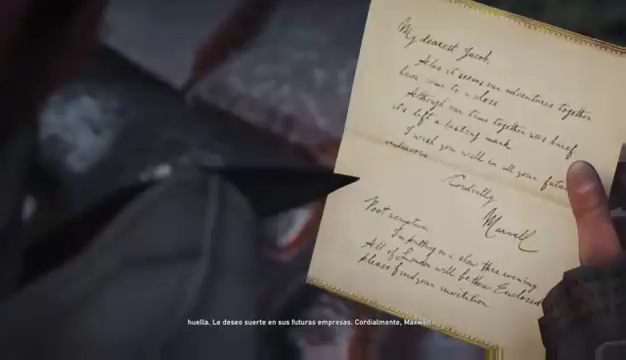 My dearest Jacob,
Alas it seems our adventures together
have come to a close
Although our time together was brief
it's left a lasting mark
I wish you well in all your future
endeavors
Cordially
Maxwell
Post scriptum
I'm putting on a show this evening
All of London will be there Enclosed
please find your invitation
huella. Le deseo suerte en sus futuras empresas. Cordialmente, Maxwell